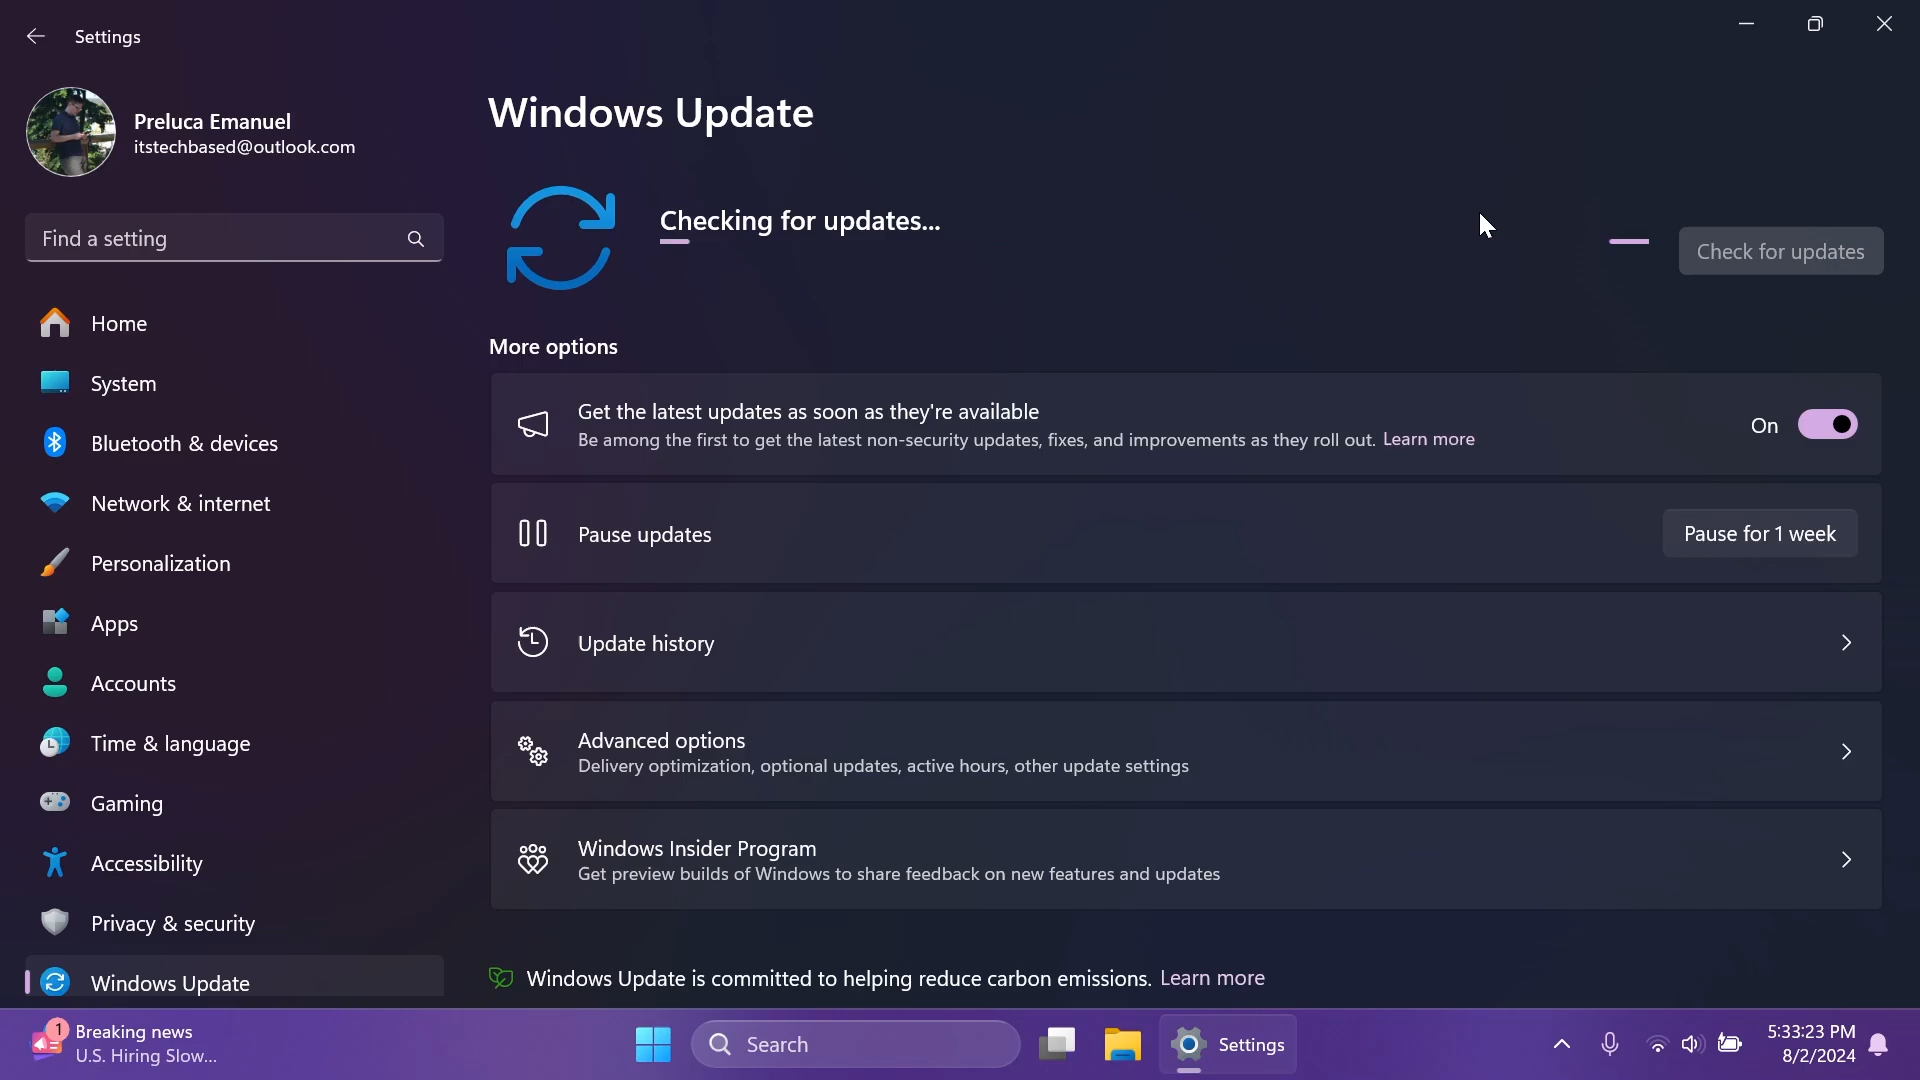 Settings
Preluca Emanuel
itstechbased@outlook.com
Find a setting
Home
System
Bluetooth & devices
Network & internet
Personalization
Apps
Accounts
Time & language
Gaming
Accessibility
Privacy & security
Windows Update
Windows Update
Checking for updates...
Check for updates
More options
Get the latest updates as soon as they're available
Be among the first to get the latest non-security updates, fixes, and improvements as they roll out. Learn more
On
Pause updates
Pause for 1 week
Update history
Advanced options
Delivery optimization, optional updates, active hours, other update settings
Windows Insider Program
Get preview builds of Windows to share feedback on new features and updates
Windows Update is committed to helping reduce carbon emissions. Learn more
1
Breaking news
U.S. Hiring Slow...
Search
Settings
5:33:23 PM
8/2/2024